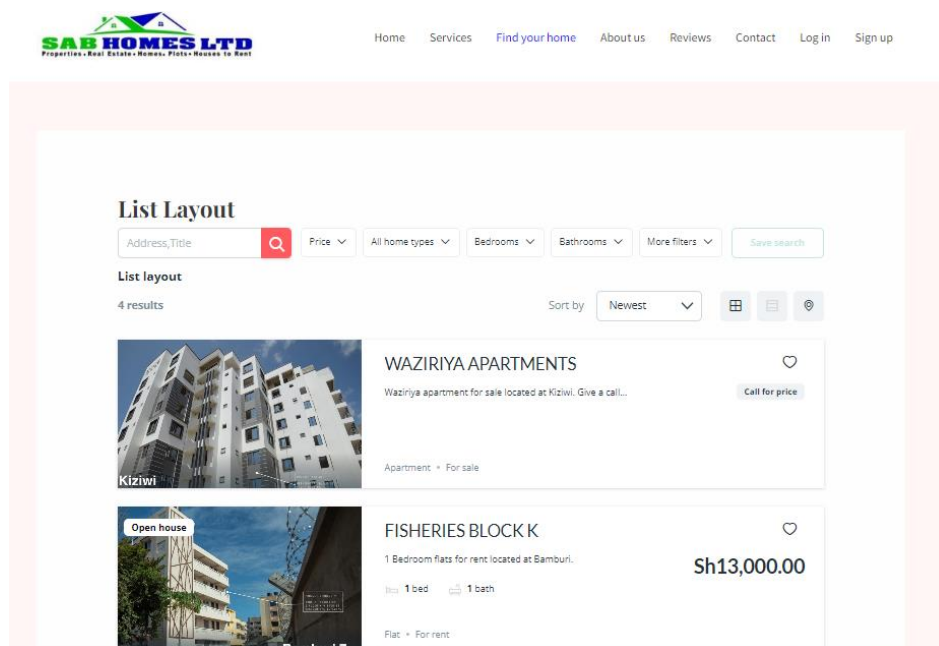 SAB HOMES LTD
Properties • Real Estate • Homes. Plots • Houses to Rent
Home Services Find your home About us Reviews Contact Log in Sign up
List Layout
Address,Title Price All home types Bedrooms Bathrooms More filters Save search
List layout
4 results Sort by Newest
WAZIRIYA APARTMENTS
Waziriya apartment for sale located at Kiziwi. Give a call...
Call for price
Kiziwi
Apartment • For sale
Open house
FISHERIES BLOCK K
1 Bedroom flats for rent located at Bamburi.
Sh13,000.00
1 bed 1 bath
Flat • For rent